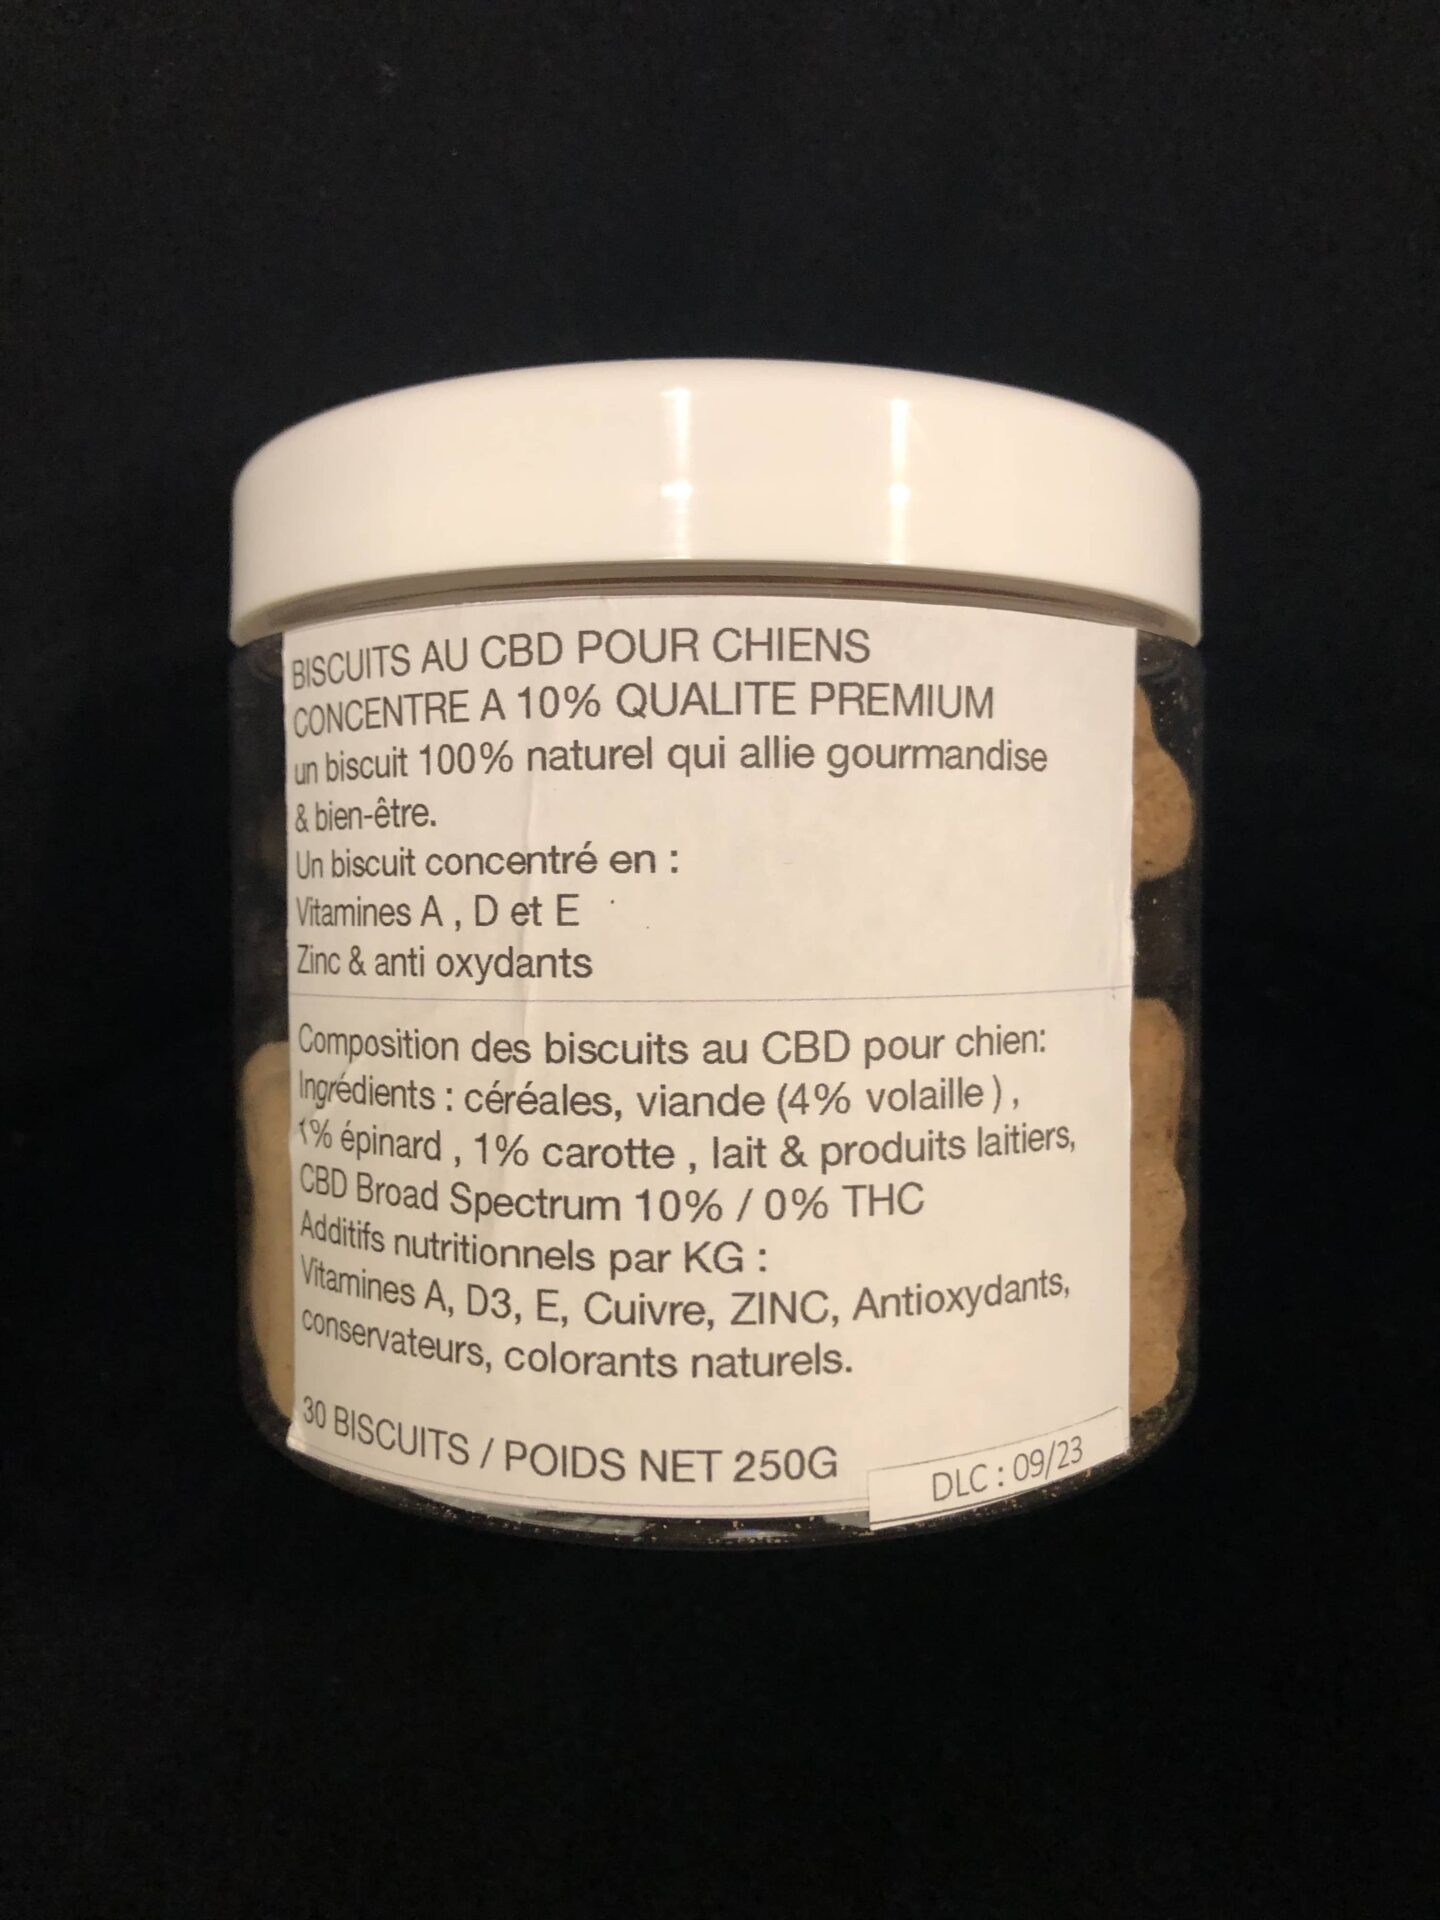 BISCUITS AU CBD POUR CHIENS
CONCENTRE A 10% QUALITE PREMIUM
un biscuit 100% naturel qui allie gourmandise
& bien-être.
Un biscuit concentré en :
Vitamines A , D et E
Zinc & anti oxydants
Composition des biscuits au CBD pour chien:
Ingrédients : céréales, viande (4% volaille ) ,
1% épinard , 1% carotte , lait & produits laitiers,
CBD Broad Spectrum 10% / 0% THC
Additifs nutritionnels par KG :
Vitamines A, D3, E, Cuivre, ZINC, Antioxydants,
conservateurs, colorants naturels.
30 BISCUITS / POIDS NET 250G
DLC : 09/23